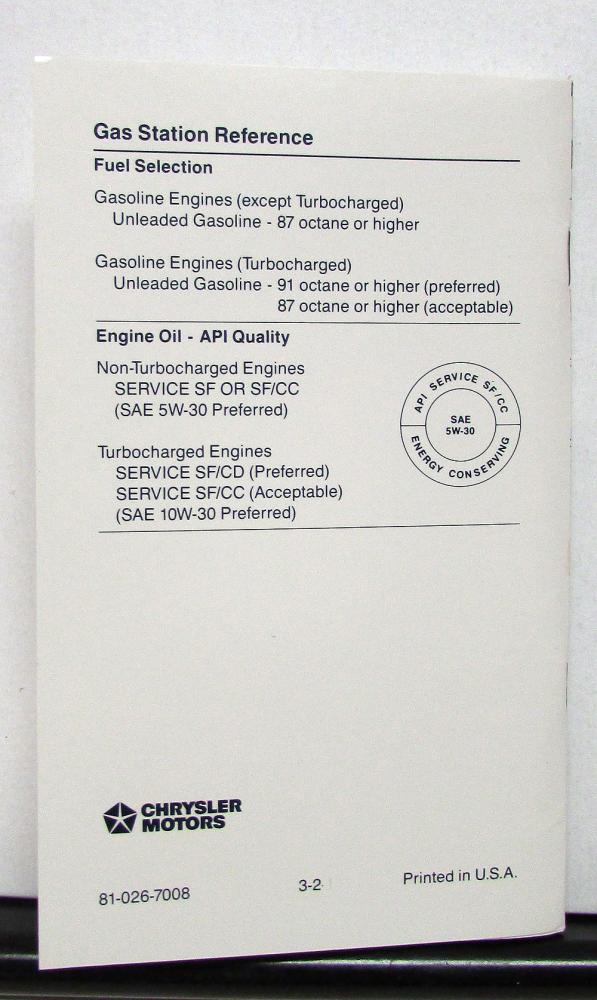 Gas Station Reference
Fuel Selection
Gasoline Engines (except Turbocharged)
Unleaded Gasoline - 87 octane or higher
Gasoline Engines (Turbocharged)
Unleaded Gasoline - 91 octane or higher (preferred)
87 octane or higher (acceptable)
Engine Oil - API Quality
Non-Turbocharged Engines
SERVICE SF OR SF/CC
(SAE 5W-30 Preferred)
Turbocharged Engines
SERVICE SF/CD (Preferred)
SERVICE SF/CC (Acceptable)
(SAE 10W-30 Preferred)
API SERVICE SF/CC
SAE
5W-30
ENERGY CONSERVING
CHRYSLER
MOTORS
81-026-7008
3-2
Printed in U.S.A.